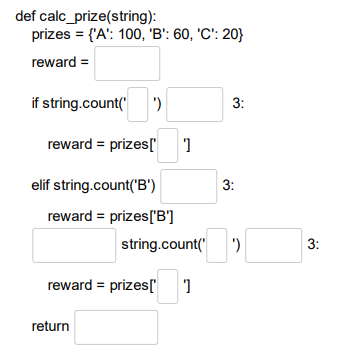 def calc_prize(string):
prizes = {'A': 100, 'B': 60, 'C': 20}
reward =
if string.count(' ') 3:
reward = prizes[' ']
elif string.count('B') 3:
reward = prizes['B']
string.count(' ') 3:
reward = prizes[' ']
return